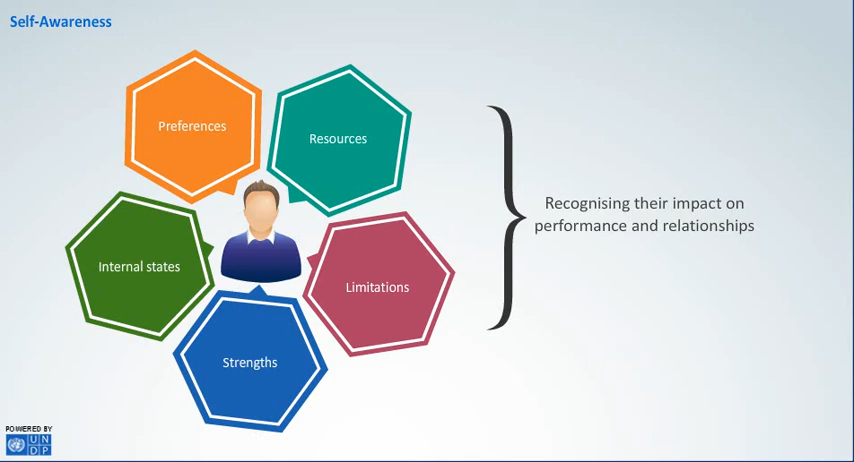 Self-Awareness
Preferences
Resources
Internal states
Limitations
Strengths
Recognising their impact on
performance and relationships
POWERED BY
U N
D P